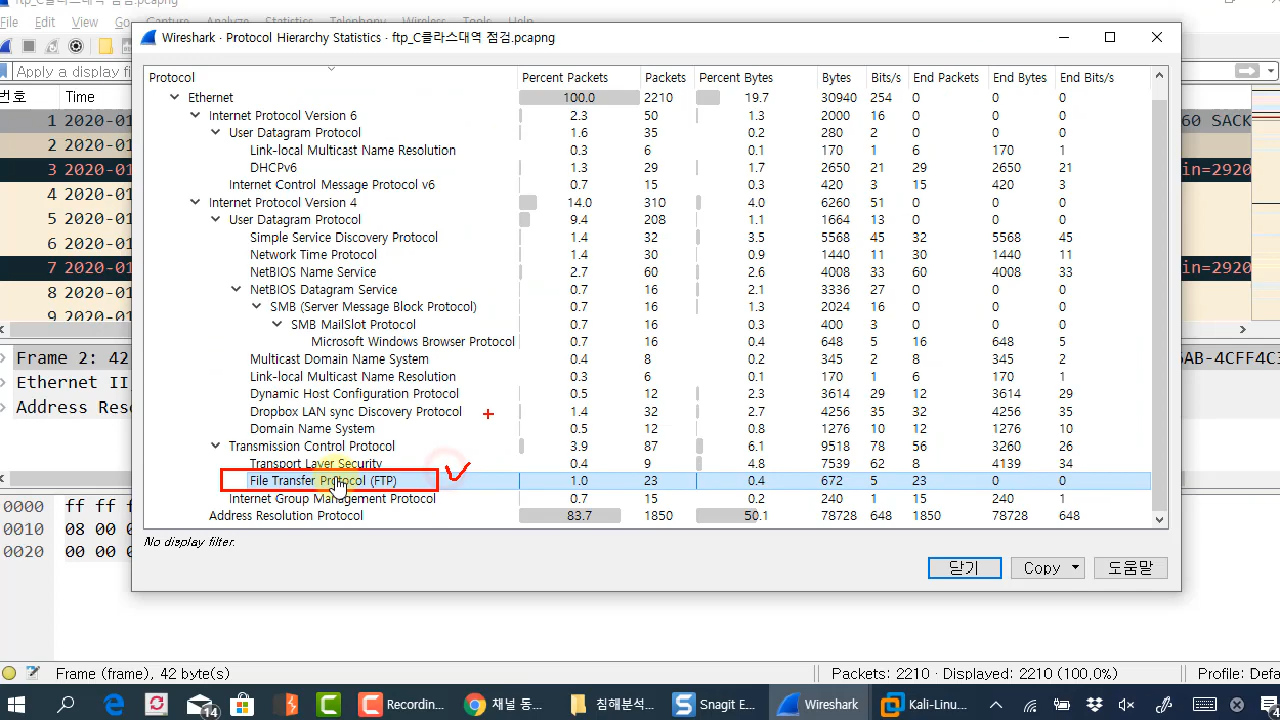 ftp_C클라스대역 점검.pcapng
File Edit View Go Capture Analyze Statistics Telephony Wireless Tools
Wireshark · Protocol Hierarchy Statistics · ftp_C클라스대역 점검.pcapng
Apply a display fi
번호 Time
1 2020-01
2 2020-01
3 2020-01
4 2020-01
5 2020-01
6 2020-01
7 2020-01
8 2020-01
9 2020-01
60 SACK
in=2920
in=2920
Protocol Percent Packets Packets Percent Bytes Bytes Bits/s End Packets End Bytes End Bits/s
Ethernet 100.0 2210 19.7 30940 254 0 0 0
Internet Protocol Version 6 2.3 50 1.3 2000 16 0 0 0
User Datagram Protocol 1.6 35 0.2 280 2 0 0 0
Link-local Multicast Name Resolution 0.3 6 0.1 170 1 6 170 1
DHCPv6 1.3 29 1.7 2650 21 29 2650 21
Internet Control Message Protocol v6 0.7 15 0.3 420 3 15 420 3
Internet Protocol Version 4 14.0 310 4.0 6260 51 0 0 0
User Datagram Protocol 9.4 208 1.1 1664 13 0 0 0
Simple Service Discovery Protocol 1.4 32 3.5 5568 45 32 5568 45
Network Time Protocol 1.4 30 0.9 1440 11 30 1440 11
NetBIOS Name Service 2.7 60 2.6 4008 33 60 4008 33
NetBIOS Datagram Service 0.7 16 2.1 3336 27 0 0 0
SMB (Server Message Block Protocol) 0.7 16 1.3 2024 16 0 0 0
SMB MailSlot Protocol 0.7 16 0.3 400 3 0 0 0
Microsoft Windows Browser Protocol 0.7 16 0.4 648 5 16 648 5
Multicast Domain Name System 0.4 8 0.2 345 2 8 345 2
Link-local Multicast Name Resolution 0.3 6 0.1 170 1 6 170 1
Dynamic Host Configuration Protocol 0.5 12 2.3 3614 29 12 3614 29
Dropbox LAN sync Discovery Protocol 1.4 32 2.7 4256 35 32 4256 35
Domain Name System 0.5 12 0.8 1276 10 12 1276 10
Transmission Control Protocol 3.9 87 6.1 9518 78 56 3260 26
Transport Layer Security 0.4 9 4.8 7539 62 8 4139 34
File Transfer Protocol (FTP) 1.0 23 0.4 672 5 23 0 0
Internet Group Management Protocol 0.7 15 0.2 240 1 15 240 1
Address Resolution Protocol 83.7 1850 50.1 78728 648 1850 78728 648
No display filter.
닫기 Copy 도움말
Frame 2: 42
Ethernet II
Address Reso
6AB-4CFF4C3
0000 ff ff f
0010 08 00 00
0020 00 00 0
Frame (frame), 42 byte(s)
Packets: 2210 · Displayed: 2210 (100.0%)
Profile: Defa
14
Recordin...
채널 통...
침해분석...
Snagit E...
Wireshark
Kali-Linu...